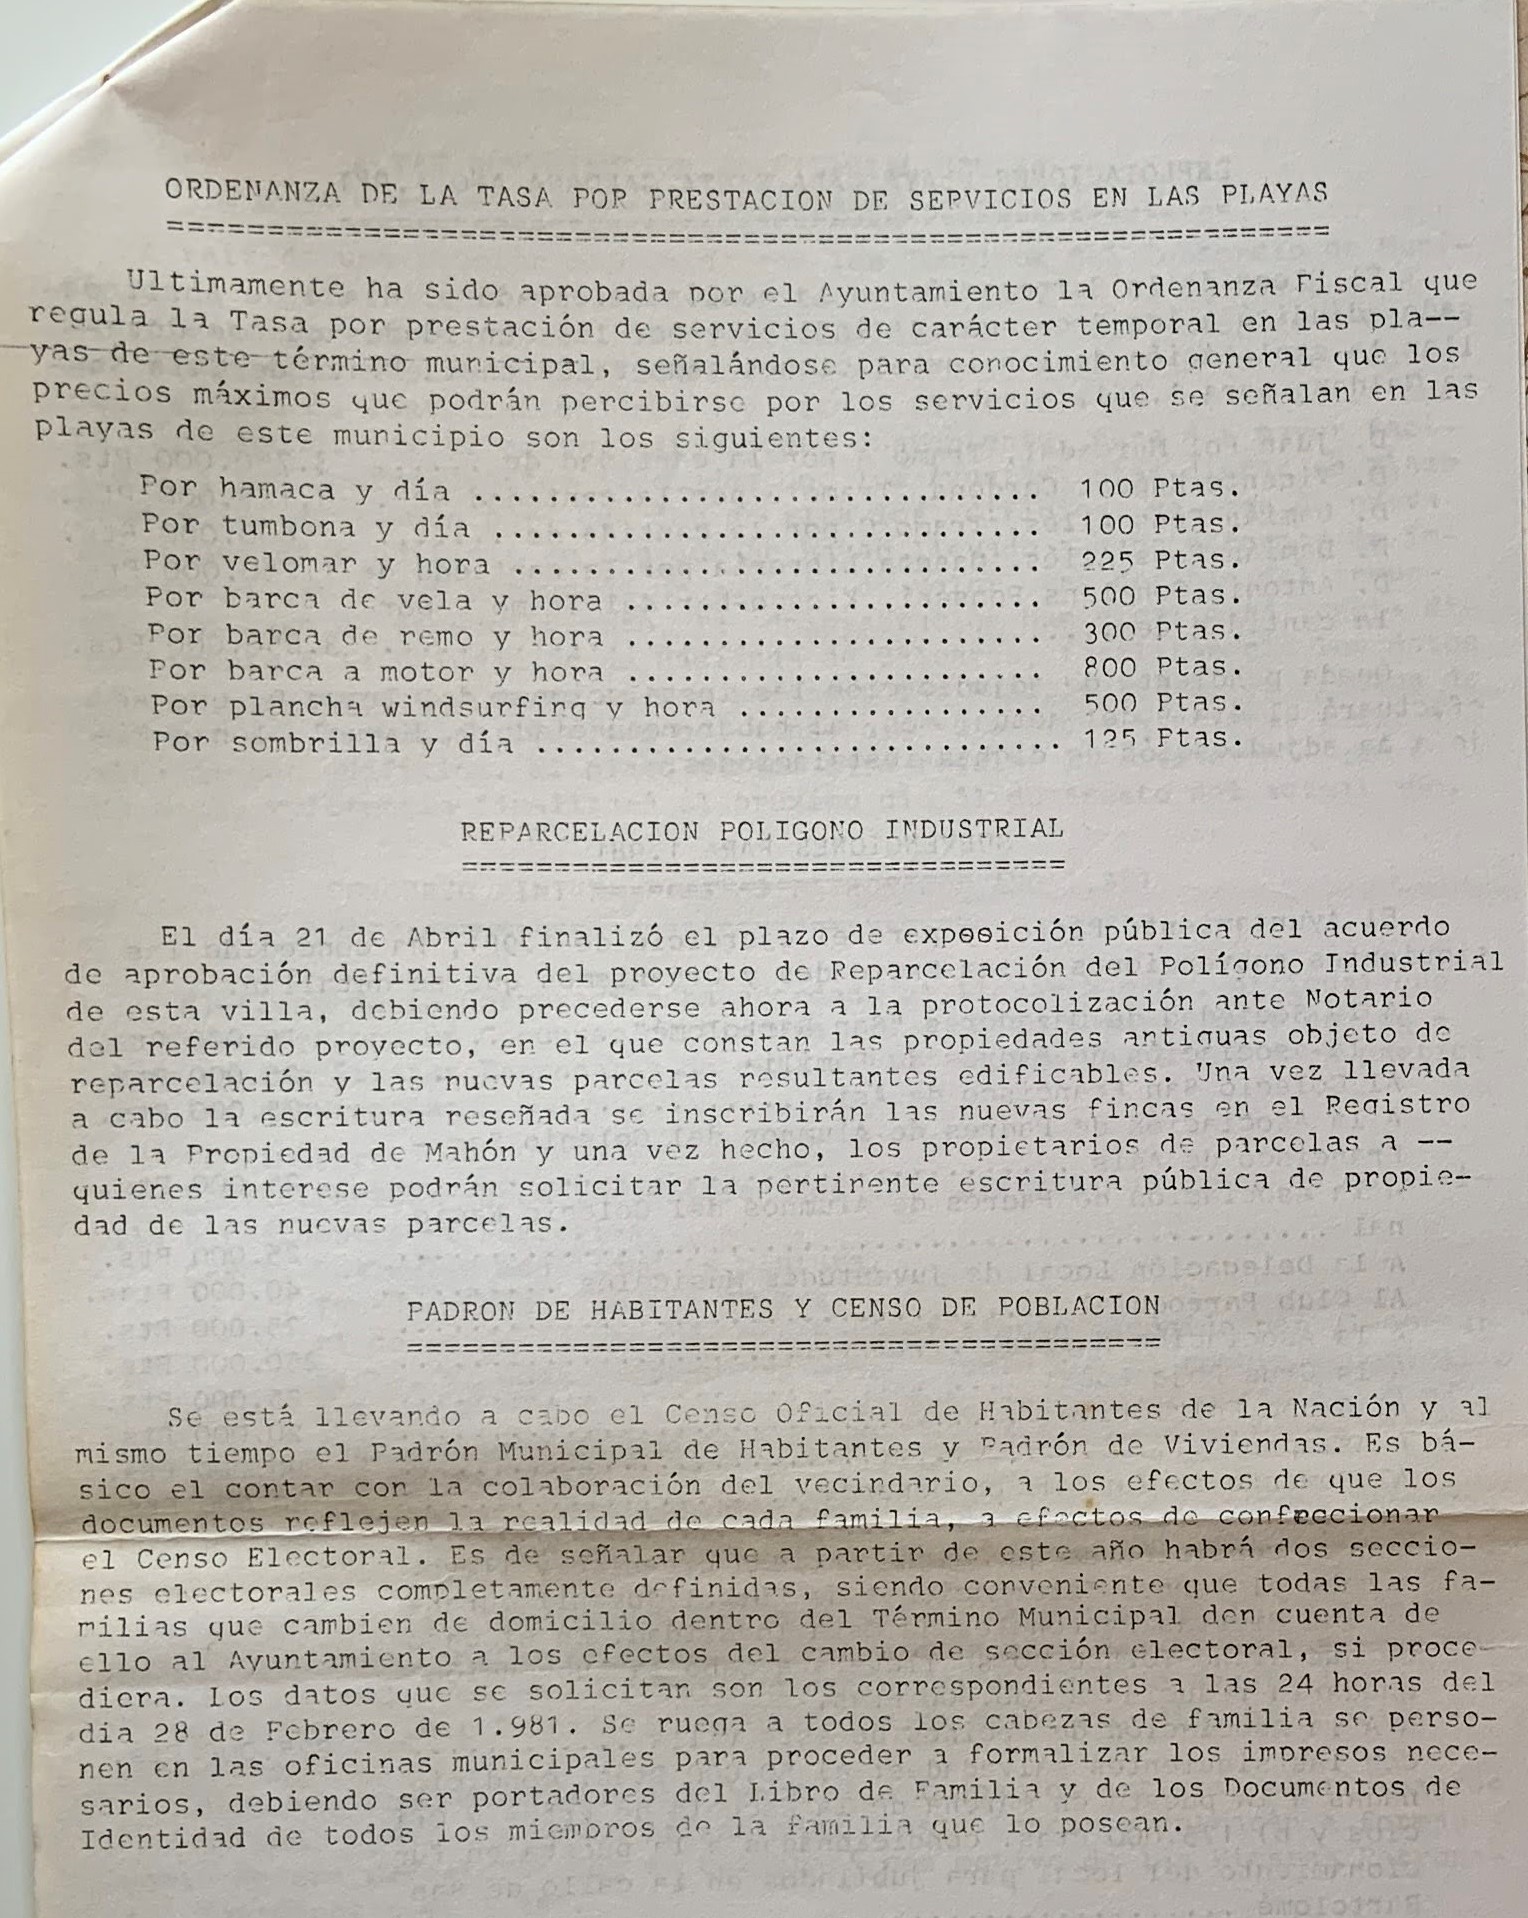 ORDENANZA DE LA TASA POR PRESTACION DE SERVICIOS EN LAS PLAYAS
==============================================================
Ultimamente ha sido aprobada por el Ayuntamiento la Ordenanza Fiscal que
regula la Tasa por prestación de servicios de carácter temporal en las pla--
yas de este término municipal, señalándose para conocimiento general que los
precios máximos que podrán percibirse por los servicios que se señalan en las
playas de este municipio son los siguientes:
Por hamaca y día .............................. 100 Ptas.
Por tumbona y día ............................. 100 Ptas.
Por velomar y hora ............................ 225 Ptas.
Por barca de vela y hora ...................... 500 Ptas.
Por barca de remo y hora ...................... 300 Ptas.
Por barca a motor y hora ...................... 800 Ptas.
Por plancha windsurfing y hora ................ 500 Ptas.
Por sombrilla y día ............................ 125 Ptas.
REPARCELACION POLIGONO INDUSTRIAL
=================================
El día 21 de Abril finalizó el plazo de exposición pública del acuerdo
de aprobación definitiva del proyecto de Reparcelación del Polígono Industrial
de esta villa, debiendo precederse ahora a la protocolización ante Notario
del referido proyecto, en el que constan las propiedades antiguas objeto de
reparcelación y las nuevas parcelas resultantes edificables. Una vez llevada
a cabo la escritura reseñada se inscribirán las nuevas fincas en el Registro
de la Propiedad de Mahón y una vez hecho, los propietarios de parcelas a --
quienes interese podrán solicitar la pertinente escritura pública de propie-
dad de las nuevas parcelas.
PADRON DE HABITANTES Y CENSO DE POBLACION
=========================================
Se está llevando a cabo el Censo Oficial de Habitantes de la Nación y al
mismo tiempo el Padrón Municipal de Habitantes y Padrón de Viviendas. Es bá-
sico el contar con la colaboración del vecindario, a los efectos de que los
documentos reflejen la realidad de cada familia, a efectos de confeccionar
el Censo Electoral. Es de señalar que a partir de este año habrá dos seccio-
nes electorales completamente definidas, siendo conveniente que todas las fa-
milias que cambien de domicilio dentro del Término Municipal den cuenta de
ello al Ayuntamiento a los efectos del cambio de sección electoral, si proce-
diera. Los datos que se solicitan son los correspondientes a las 24 horas del
dia 28 de Febrero de 1.981. Se ruega a todos los cabezas de familia se perso-
nen en las oficinas municipales para proceder a formalizar los impresos nece-
sarios, debiendo ser portadores del Libro de Familia y de los Documentos de
Identidad de todos los miembros de la familia que lo posean.